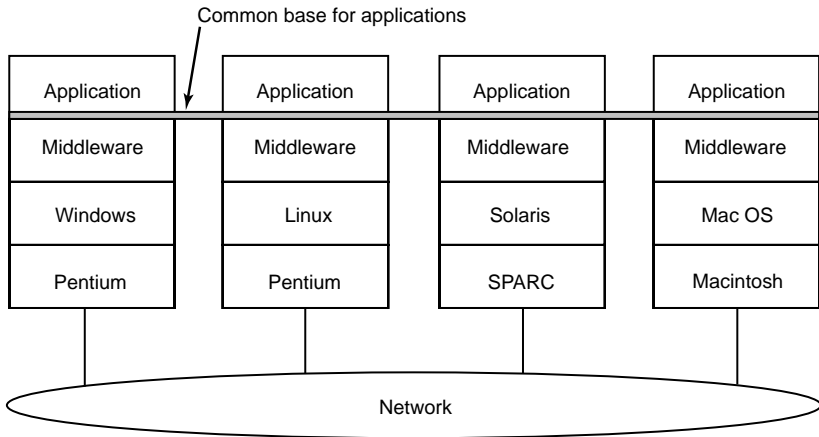 Common base for applications
Application
Application
Application
Application
Middleware
Middleware
Middleware
Middleware
Windows
Linux
Solaris
Mac OS
Pentium
Pentium
SPARC
Macintosh
Network